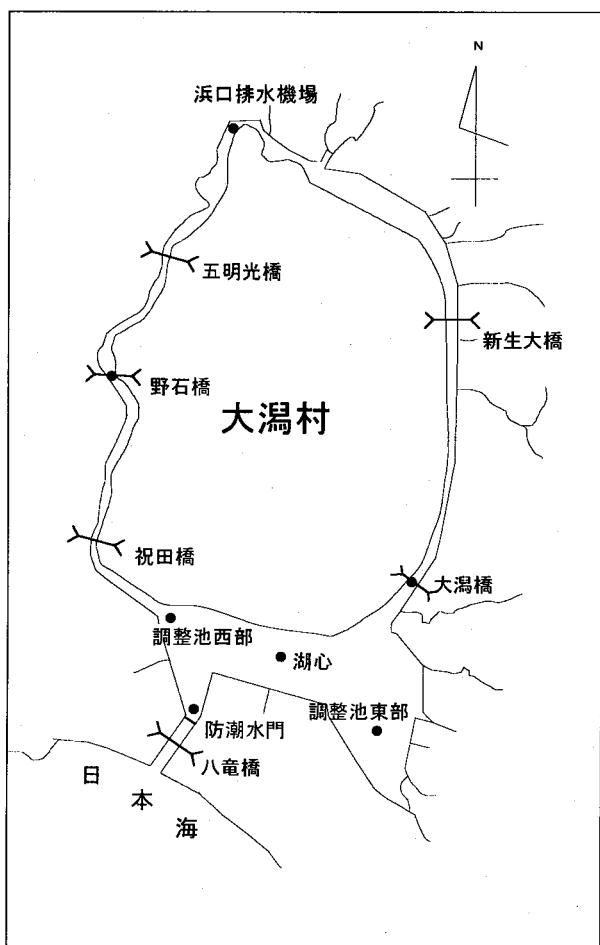 N
浜口排水機場
五明光橋
新生大橋
野石橋
大潟村
祝田橋
大潟橋
調整池西部
湖心
調整池東部
防潮水門
八竜橋
日本海